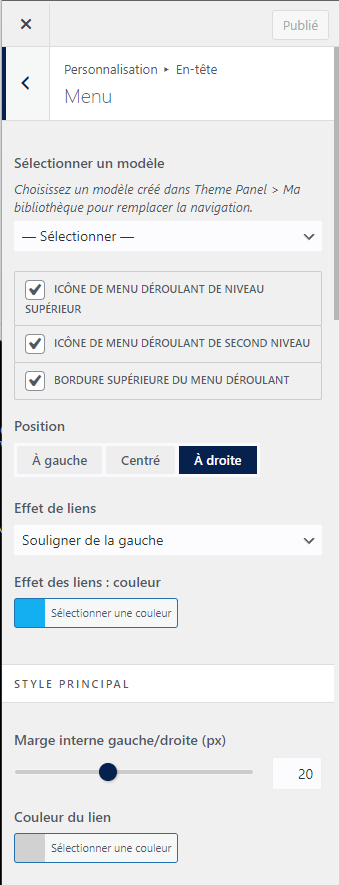 Publié
Personnalisation ▸ En-tête
Menu
Sélectionner un modèle
Choisissez un modèle créé dans Theme Panel > Ma
bibliothèque pour remplacer la navigation.
— Sélectionner —
ICÔNE DE MENU DÉROULANT DE NIVEAU
SUPÉRIEUR
ICÔNE DE MENU DÉROULANT DE SECOND NIVEAU
BORDURE SUPÉRIEURE DU MENU DÉROULANT
Position
À gauche Centré À droite
Effet de liens
Souligner de la gauche
Effet des liens : couleur
Sélectionner une couleur
STYLE PRINCIPAL
Marge interne gauche/droite (px)
20
Couleur du lien
Sélectionner une couleur